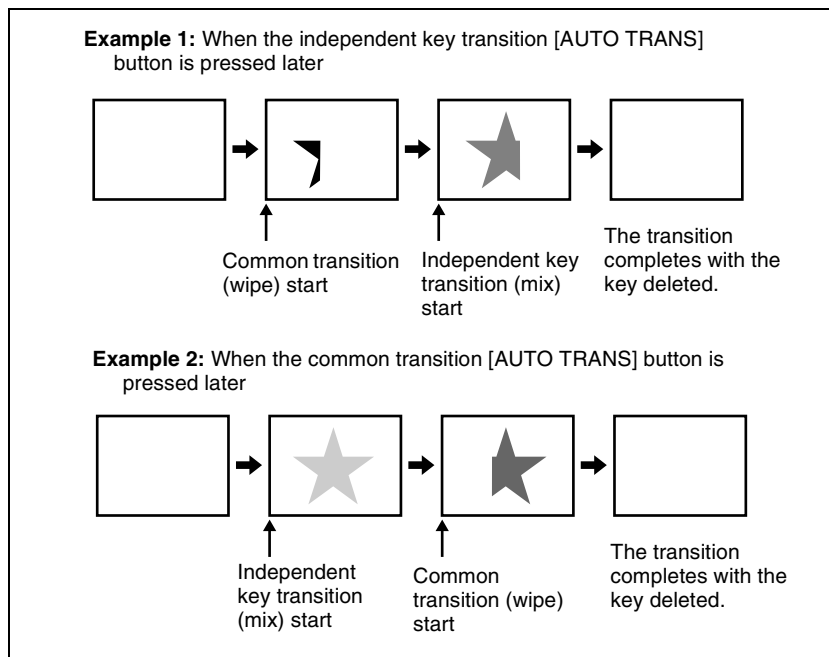 Example 1: When the independent key transition [AUTO TRANS]
button is pressed later
Common transition
(wipe) start
Independent key
transition (mix)
start
The transition
completes with the
key deleted.
Example 2: When the common transition [AUTO TRANS] button is
pressed later
Independent
key transition
(mix) start
Common
transition (wipe)
start
The transition
completes with the
key deleted.